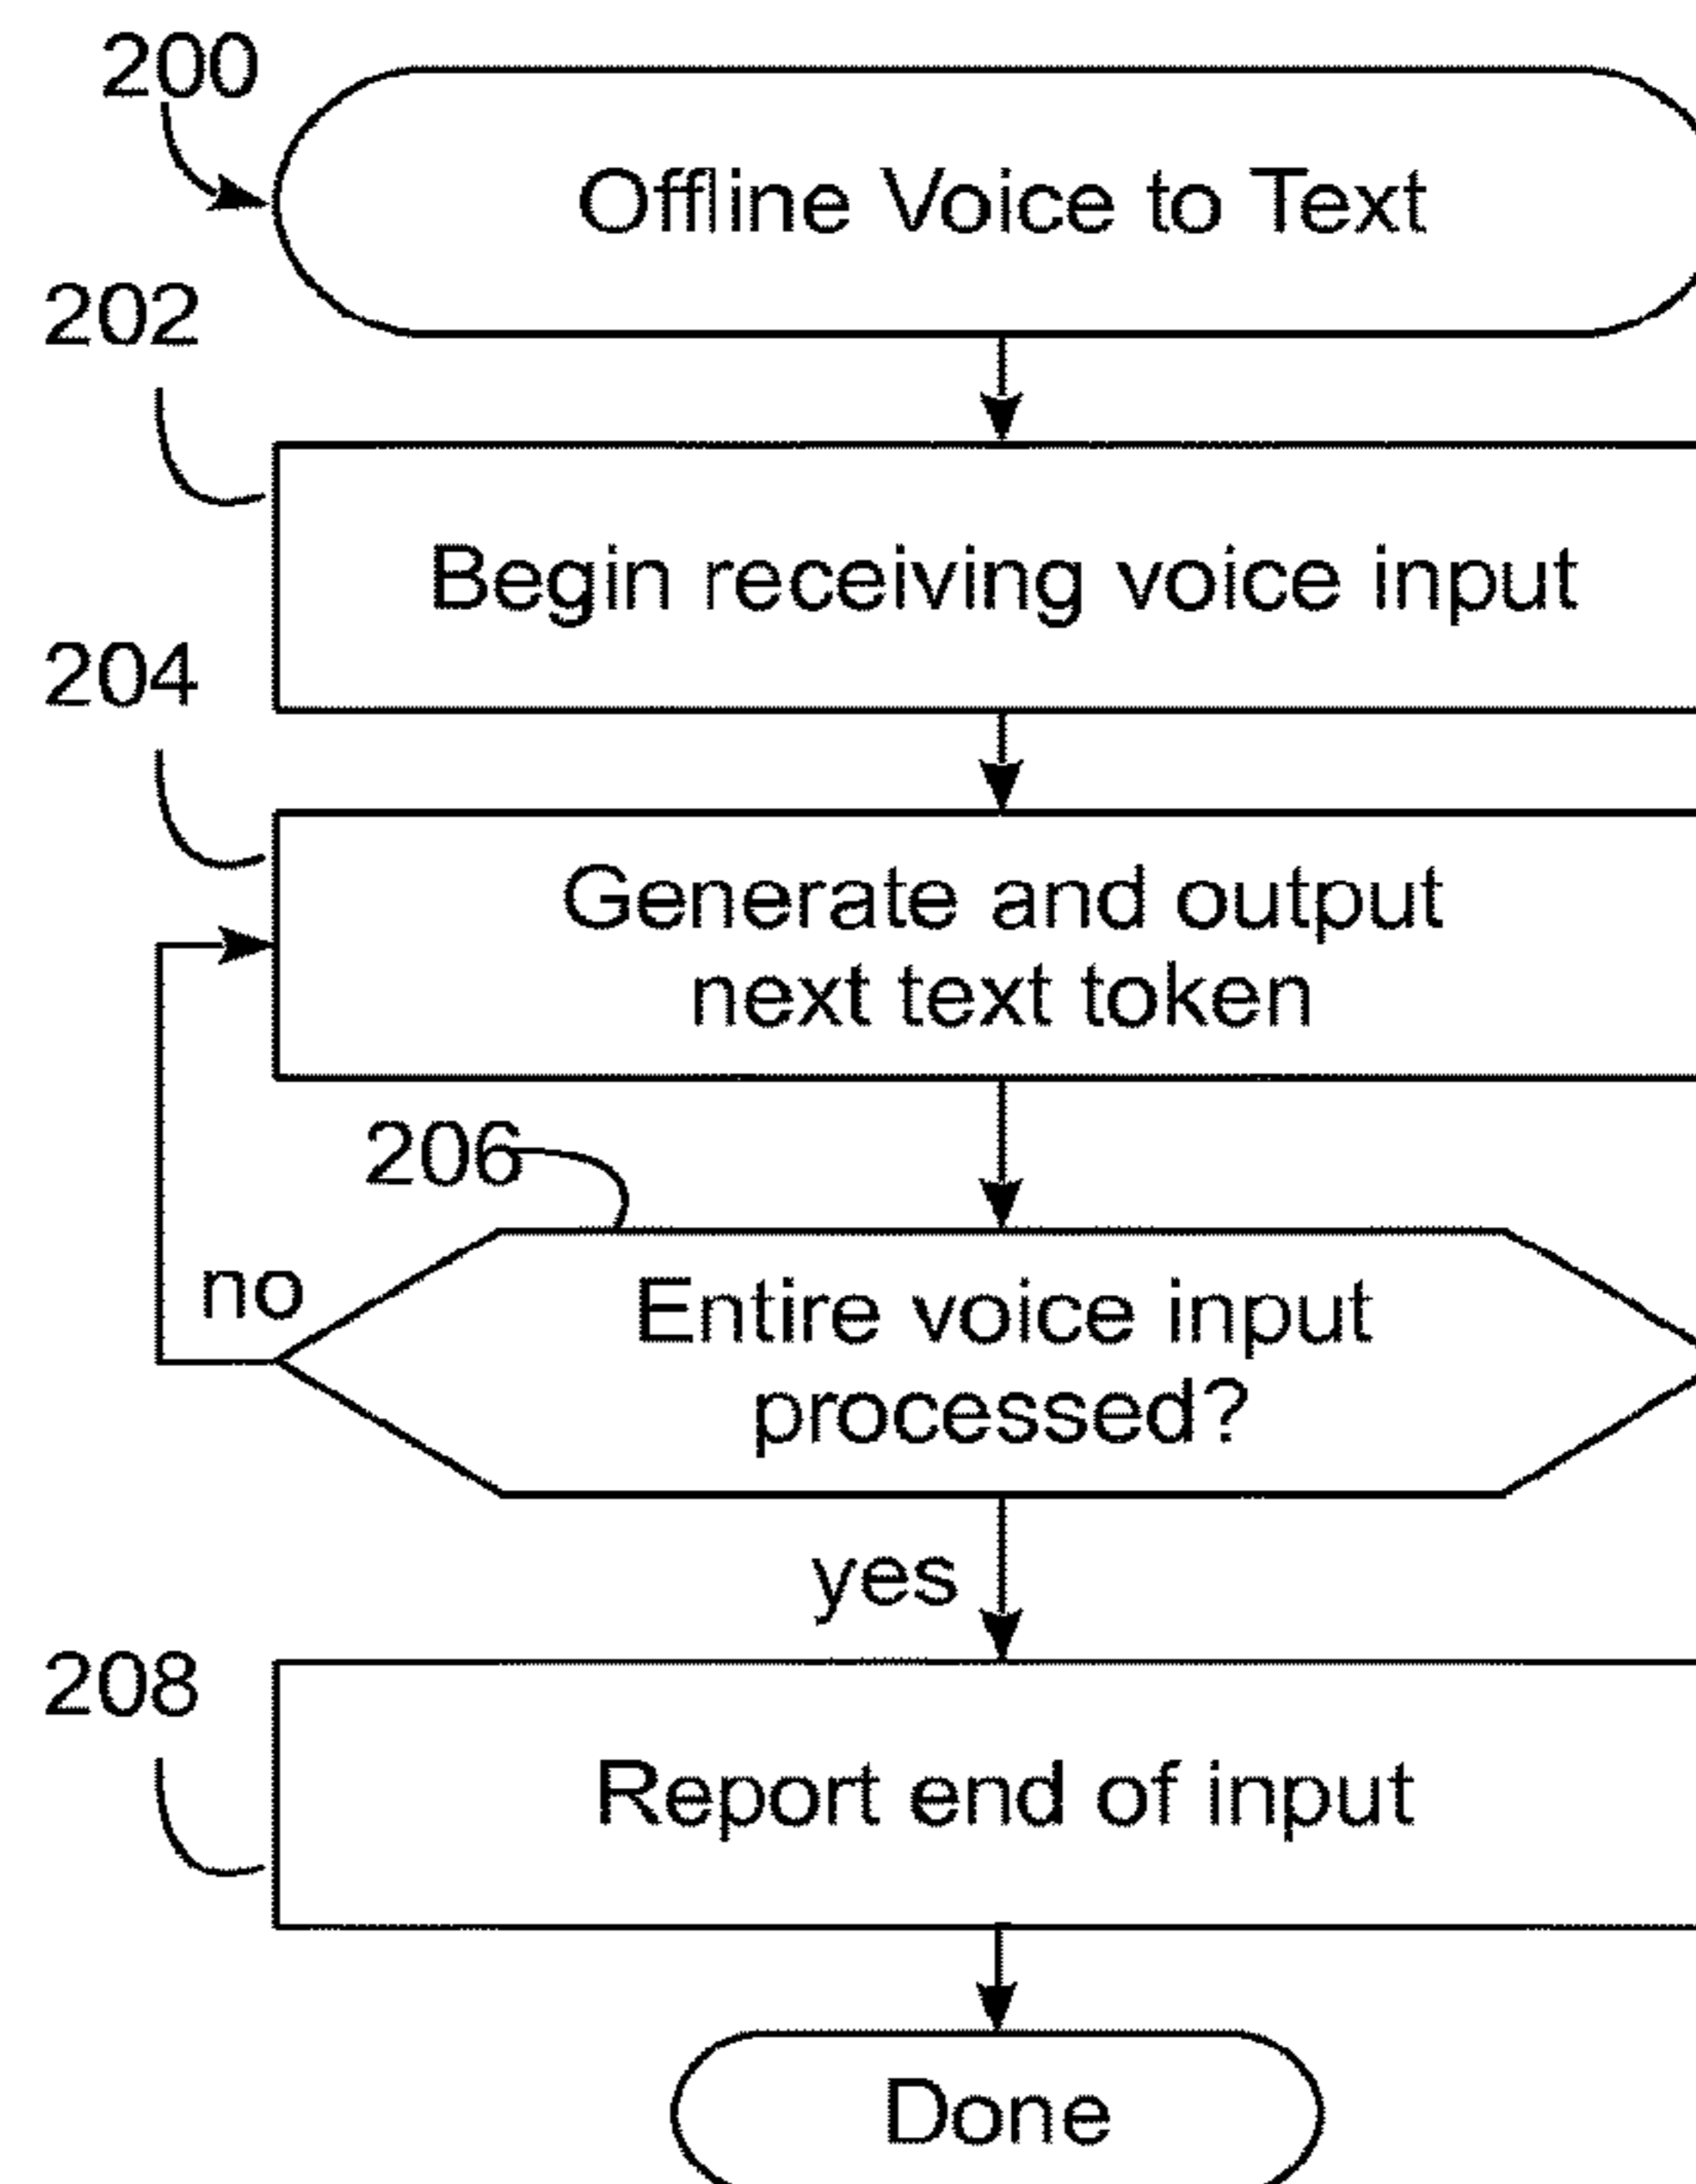 200
Offline Voice to Text
202
Begin receiving voice input
204
Generate and output
next text token
206
no
Entire voice input
processed?
yes
208
Report end of input
Done